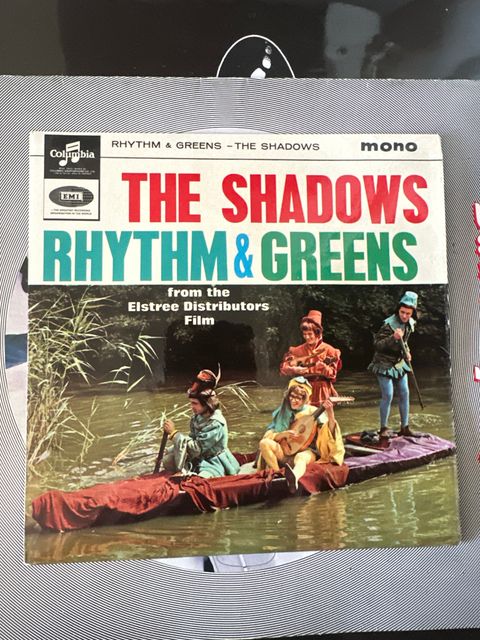 RHYTHM & GREENS – THE SHADOWS
mono
Columbia
EMI
THE SHADOWS
RHYTHM & GREENS
from the
Elstree Distributors
Film